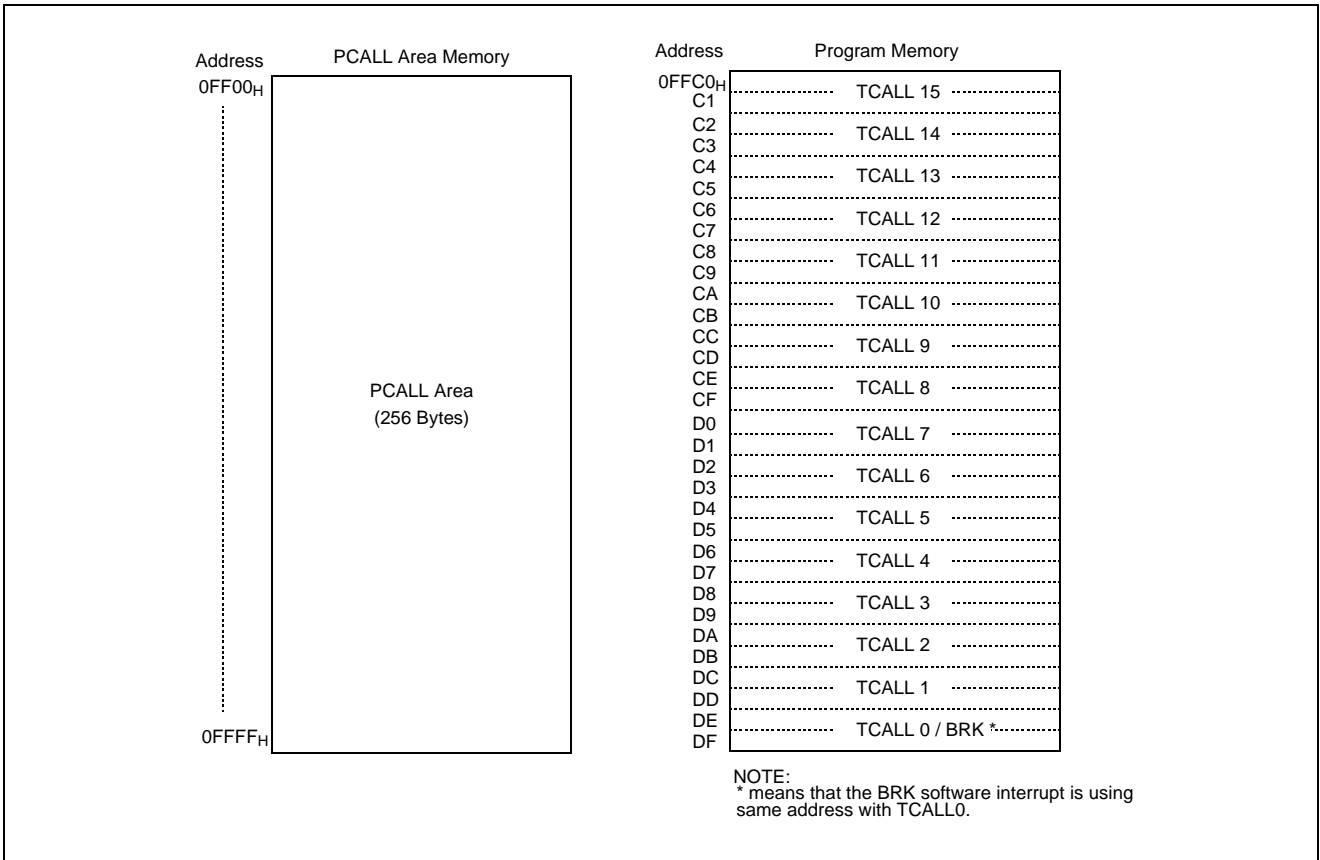 Address
PCALL Area Memory
0FF00H
PCALL Area
(256 Bytes)
0FFFFH
Address
Program Memory
0FFC0H
C1
TCALL 15
C2
C3
TCALL 14
C4
C5
TCALL 13
C6
C7
TCALL 12
C8
C9
TCALL 11
CA
CB
TCALL 10
CC
CD
TCALL 9
CE
CF
TCALL 8
D0
D1
TCALL 7
D2
D3
TCALL 6
D4
D5
TCALL 5
D6
D7
TCALL 4
D8
D9
TCALL 3
DA
DB
TCALL 2
DC
DD
TCALL 1
DE
DF
TCALL 0 / BRK *
NOTE:
* means that the BRK software interrupt is using
same address with TCALL0.